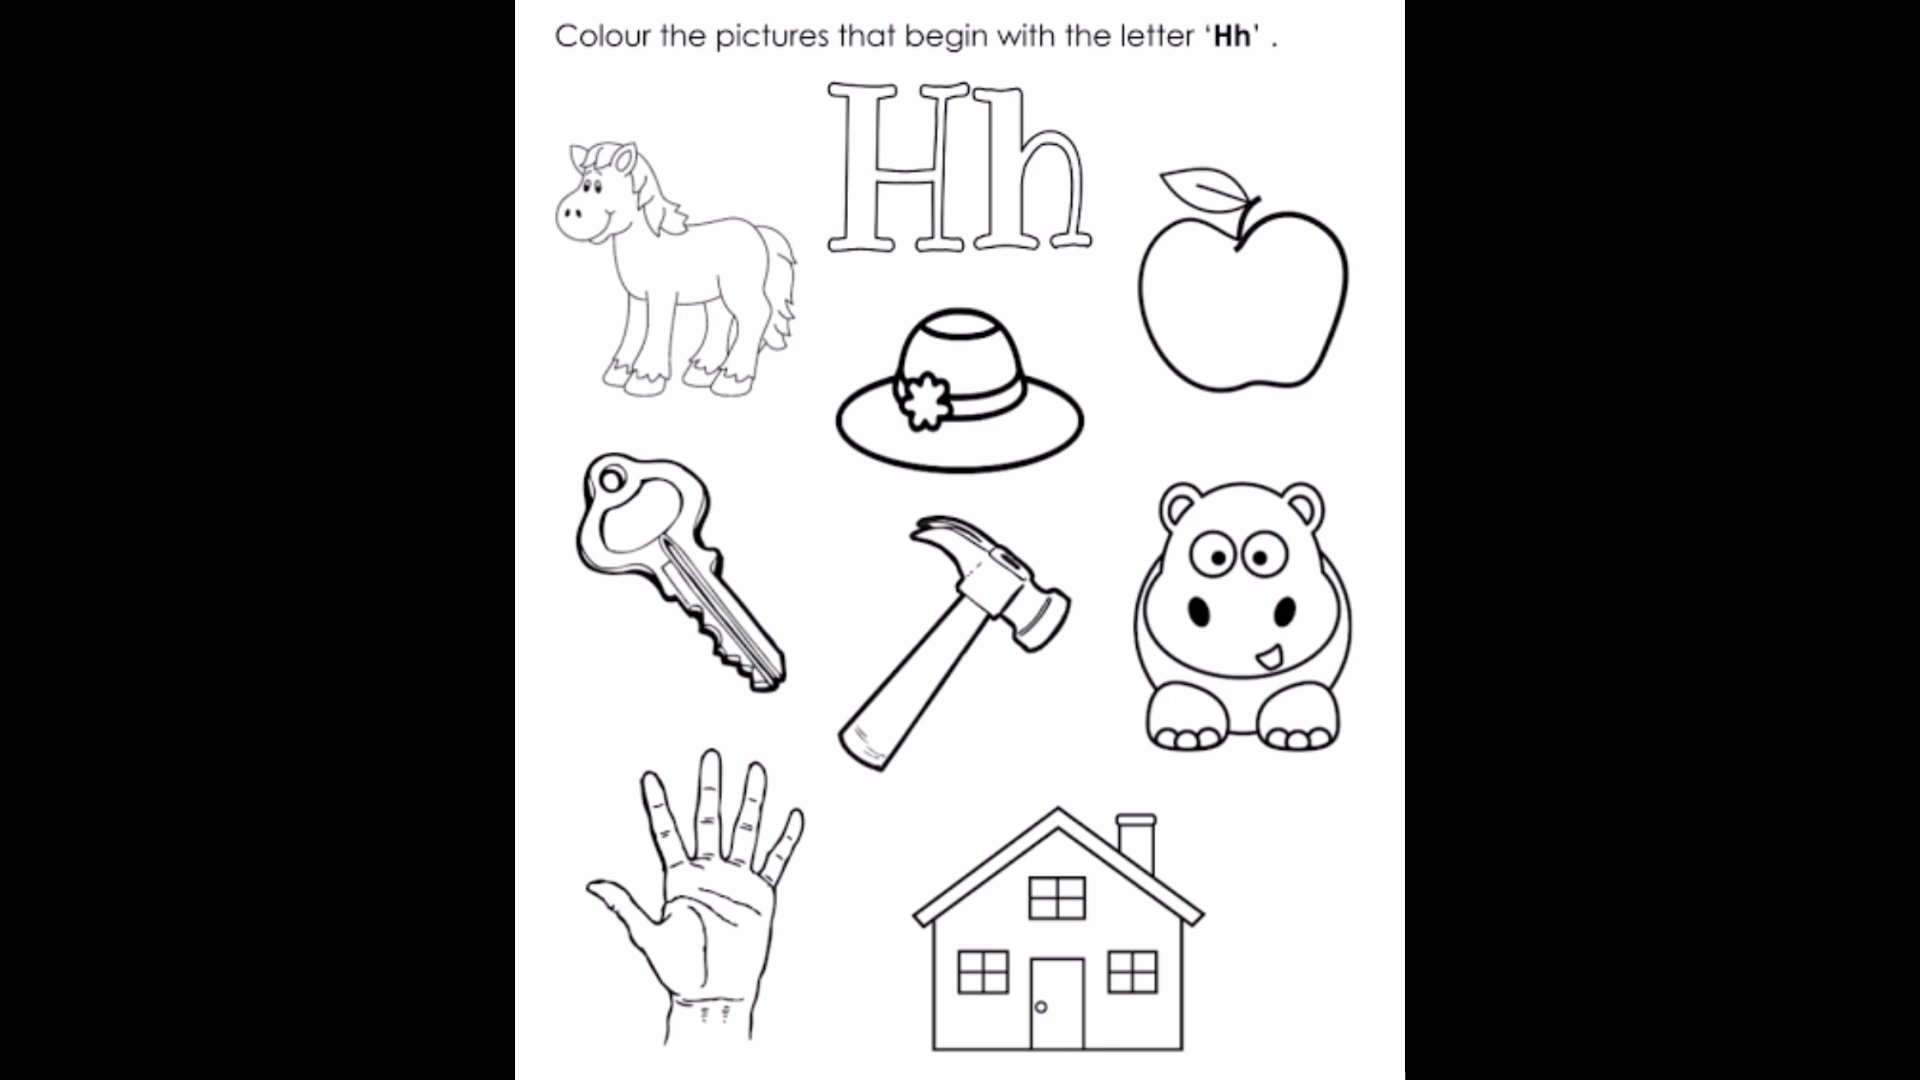 Colour the pictures that begin with the letter ‘Hh’ .
Hh